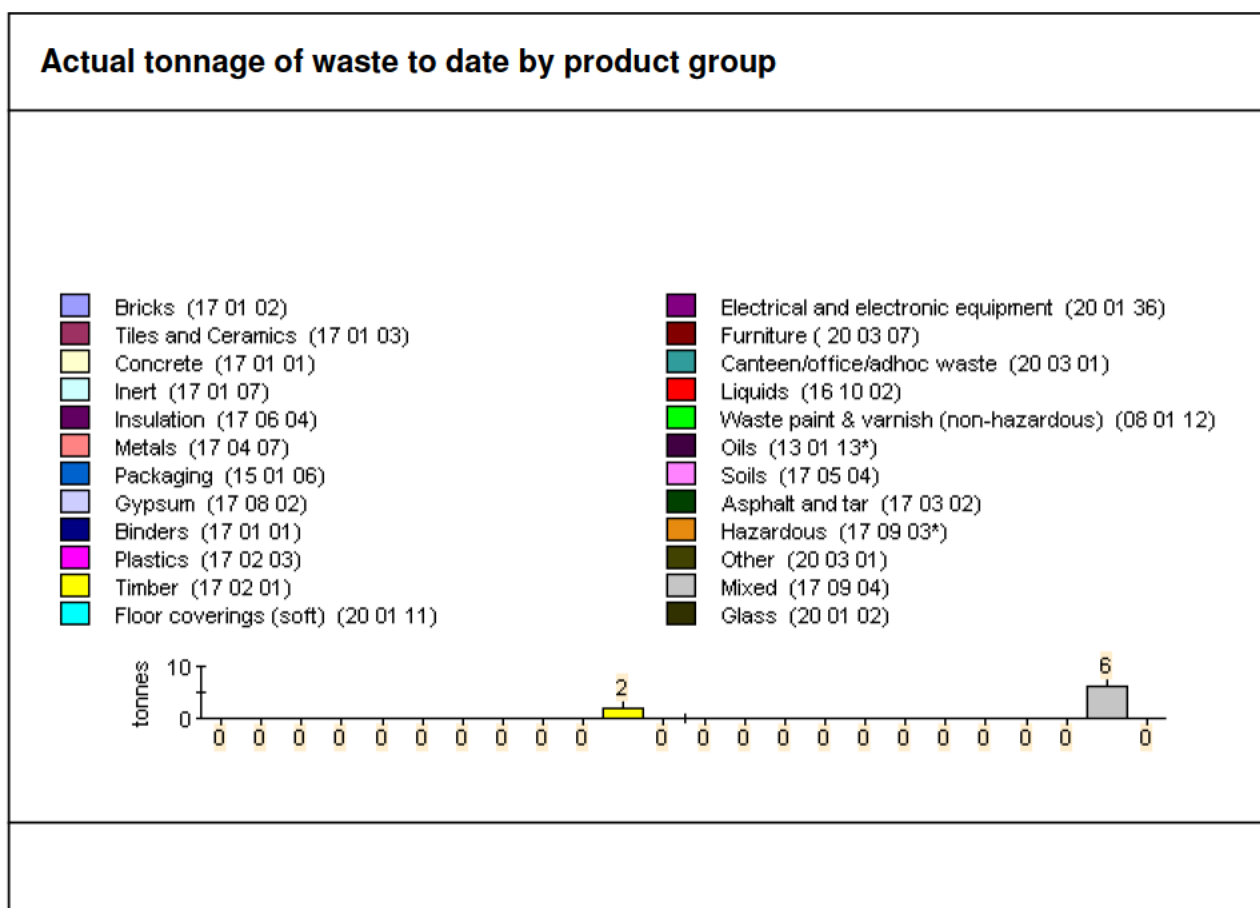 Actual tonnage of waste to date by product group
Bricks (17 01 02)
Tiles and Ceramics (17 01 03)
Concrete (17 01 01)
Inert (17 01 07)
Insulation (17 06 04)
Metals (17 04 07)
Packaging (15 01 06)
Gypsum (17 08 02)
Binders (17 01 01)
Plastics (17 02 03)
Timber (17 02 01)
Floor coverings (soft) (20 01 11)
Electrical and electronic equipment (20 01 36)
Furniture ( 20 03 07)
Canteen/office/adhoc waste (20 03 01)
Liquids (16 10 02)
Waste paint & varnish (non-hazardous) (08 01 12)
Oils (13 01 13*)
Soils (17 05 04)
Asphalt and tar (17 03 02)
Hazardous (17 09 03*)
Other (20 03 01)
Mixed (17 09 04)
Glass (20 01 02)
tonnes
10
0
2
6
0 0 0 0 0 0 0 0 0 0 0 0 0 0 0 0 0 0 0 0 0 0